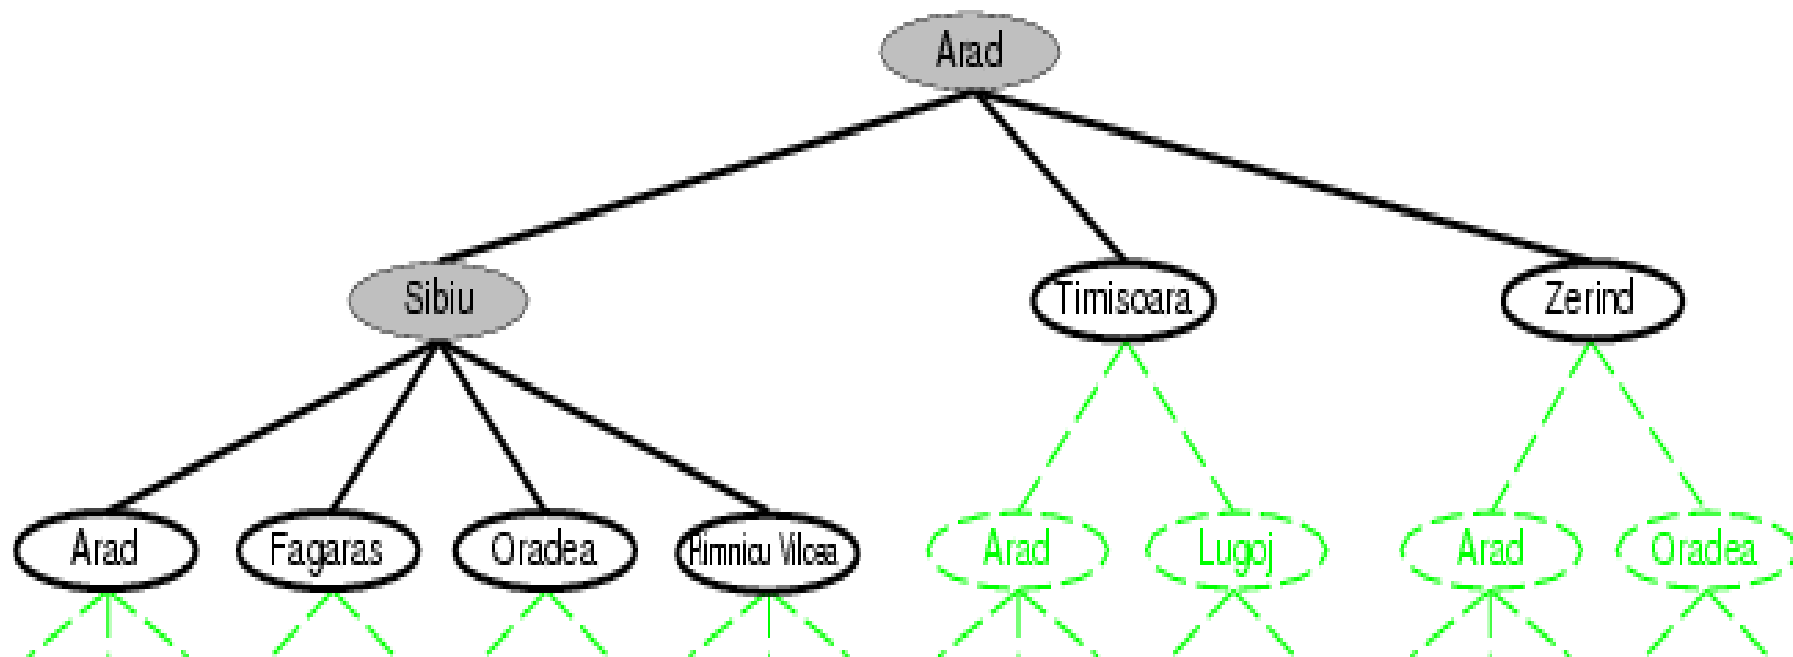 Arad
Sibiu
Timisoara
Zerind
Arad
Fagaras
Oradea
Rimnicu Vilcea
Arad
Lugoj
Arad
Oradea